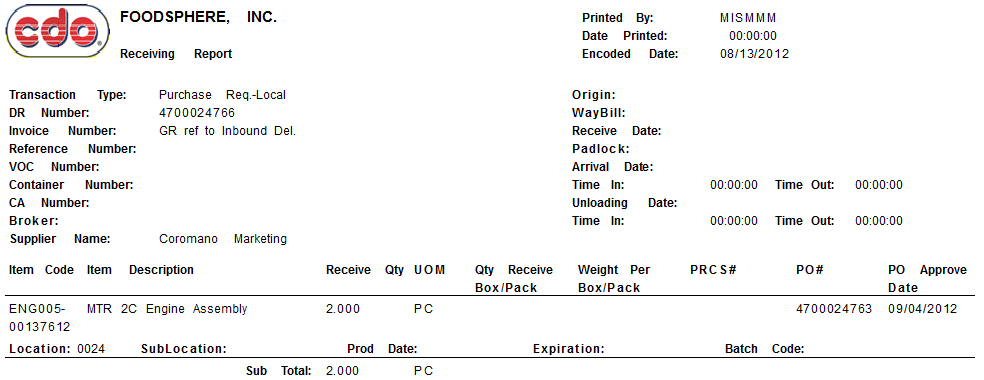 cdo
FOODSPHERE, INC.
Receiving Report
Printed By: MISMMM
Date Printed: 00:00:00
Encoded Date: 08/13/2012
Transaction Type: Purchase Req.-Local
DR Number: 4700024766
Invoice Number: GR ref to Inbound Del.
Reference Number:
VOC Number:
Container Number:
CA Number:
Broker:
Supplier Name: Coromano Marketing
Origin:
WayBill:
Receive Date:
Padlock:
Arrival Date:
Time In: 00:00:00 Time Out: 00:00:00
Unloading Date:
Time In: 00:00:00 Time Out: 00:00:00
Item Code Item Description Receive Qty UOM Qty Receive Weight Per PRCS# PO# PO Approve
Box/Pack Box/Pack Date
ENG005- MTR 2C Engine Assembly 2.000 PC 4700024763 09/04/2012
00137612
Location: 0024 SubLocation: Prod Date: Expiration: Batch Code:
Sub Total: 2.000 PC